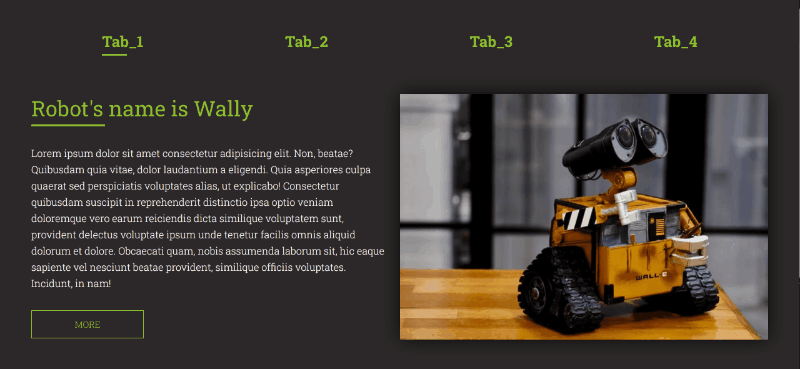 Tab_1 Tab_2 Tab_3 Tab_4
Robot's name is Wally
Lorem ipsum dolor sit amet consectetur adipisicing elit. Non, beatae?
Quibusdam quia vitae, dolor laudantium a eligendi. Quia asperiores culpa
quaerat sed perspiciatis voluptates alias, ut explicabo! Consectetur
quibusdam suscipit in reprehenderit distinctio ipsa optio veniam
doloremque vero earum reiciendis dicta similique voluptatem sunt,
provident delectus voluptate ipsum unde tenetur facilis omnis aliquid
dolorum et dolore. Obcaecati quam, nobis assumenda laborum sit, hic eaque
sapiente vel nesciunt beatae provident, similique officiis voluptates.
Incidunt, in nam!
MORE
WALL·E